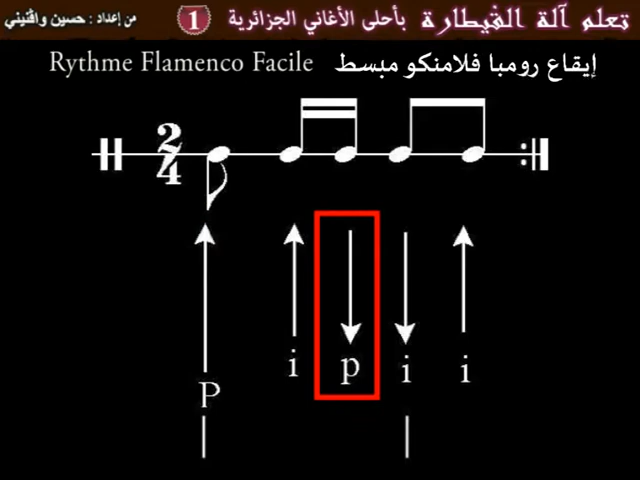 تعلم آلة القيطارة بأحلى الأغاني الجزائرية 1 من إعداد : حسين واڤنيني
Rythme Flamenco Facile إيقاع رومبا فلامنكو مبسط
2
4
P i p i i